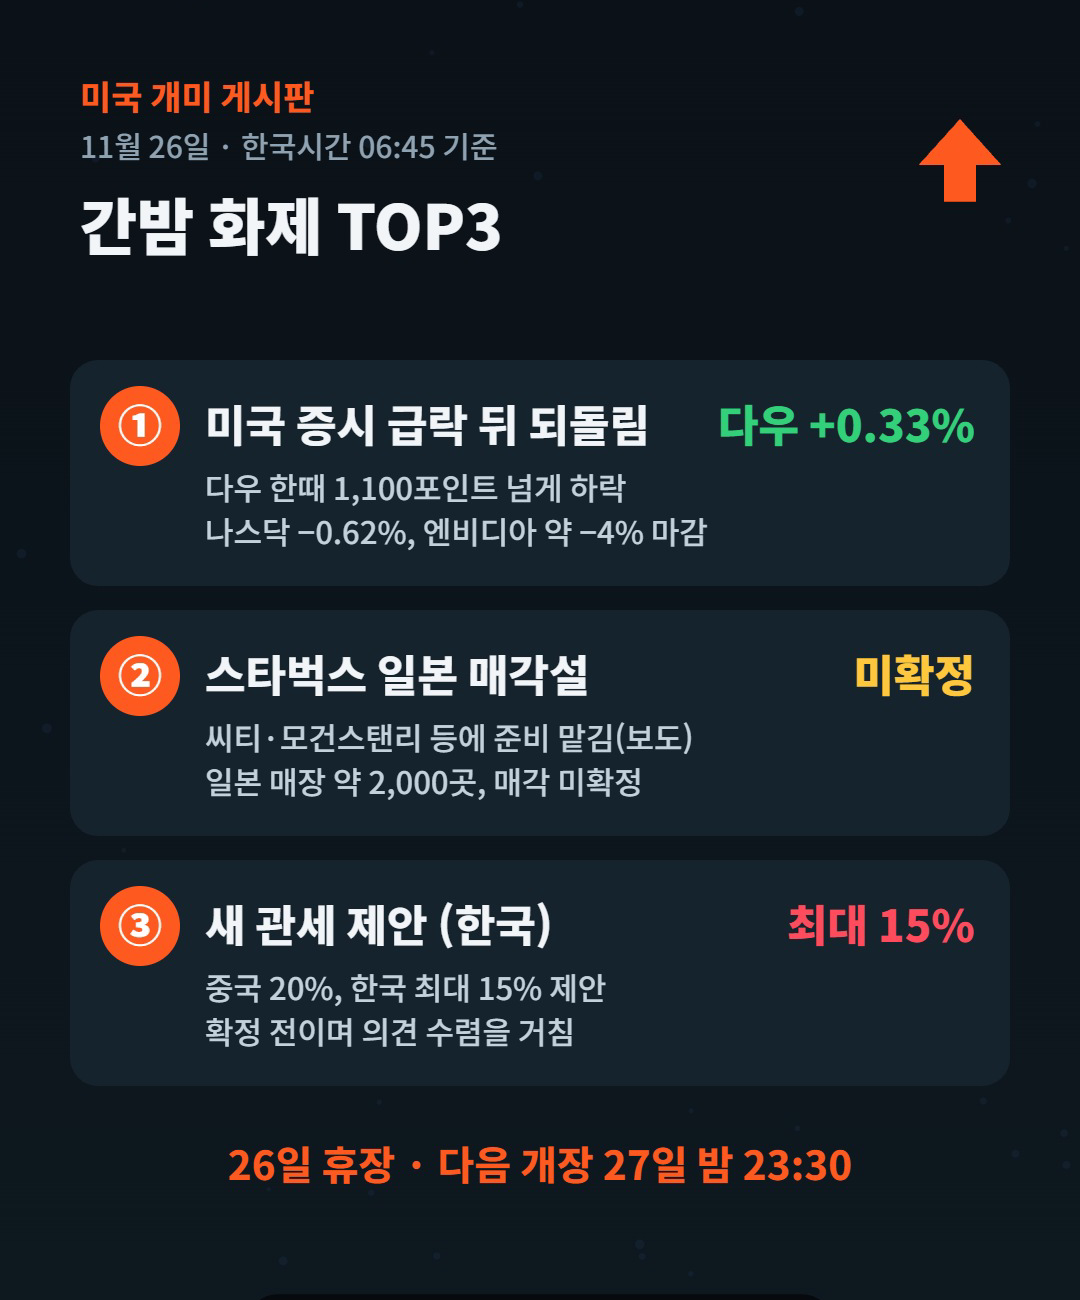 미국 개미 게시판
11월 26일 · 한국시간 06:45 기준
간밤 화제 TOP3
① 미국 증시 급락 뒤 되돌림 다우 +0.33%
다우 한때 1,100포인트 넘게 하락
나스닥 −0.62%, 엔비디아 약 −4% 마감
② 스타벅스 일본 매각설 미확정
씨티·모건스탠리 등에 준비 맡김(보도)
일본 매장 약 2,000곳, 매각 미확정
③ 새 관세 제안 (한국) 최대 15%
중국 20%, 한국 최대 15% 제안
확정 전이며 의견 수렴을 거침
26일 휴장 · 다음 개장 27일 밤 23:30